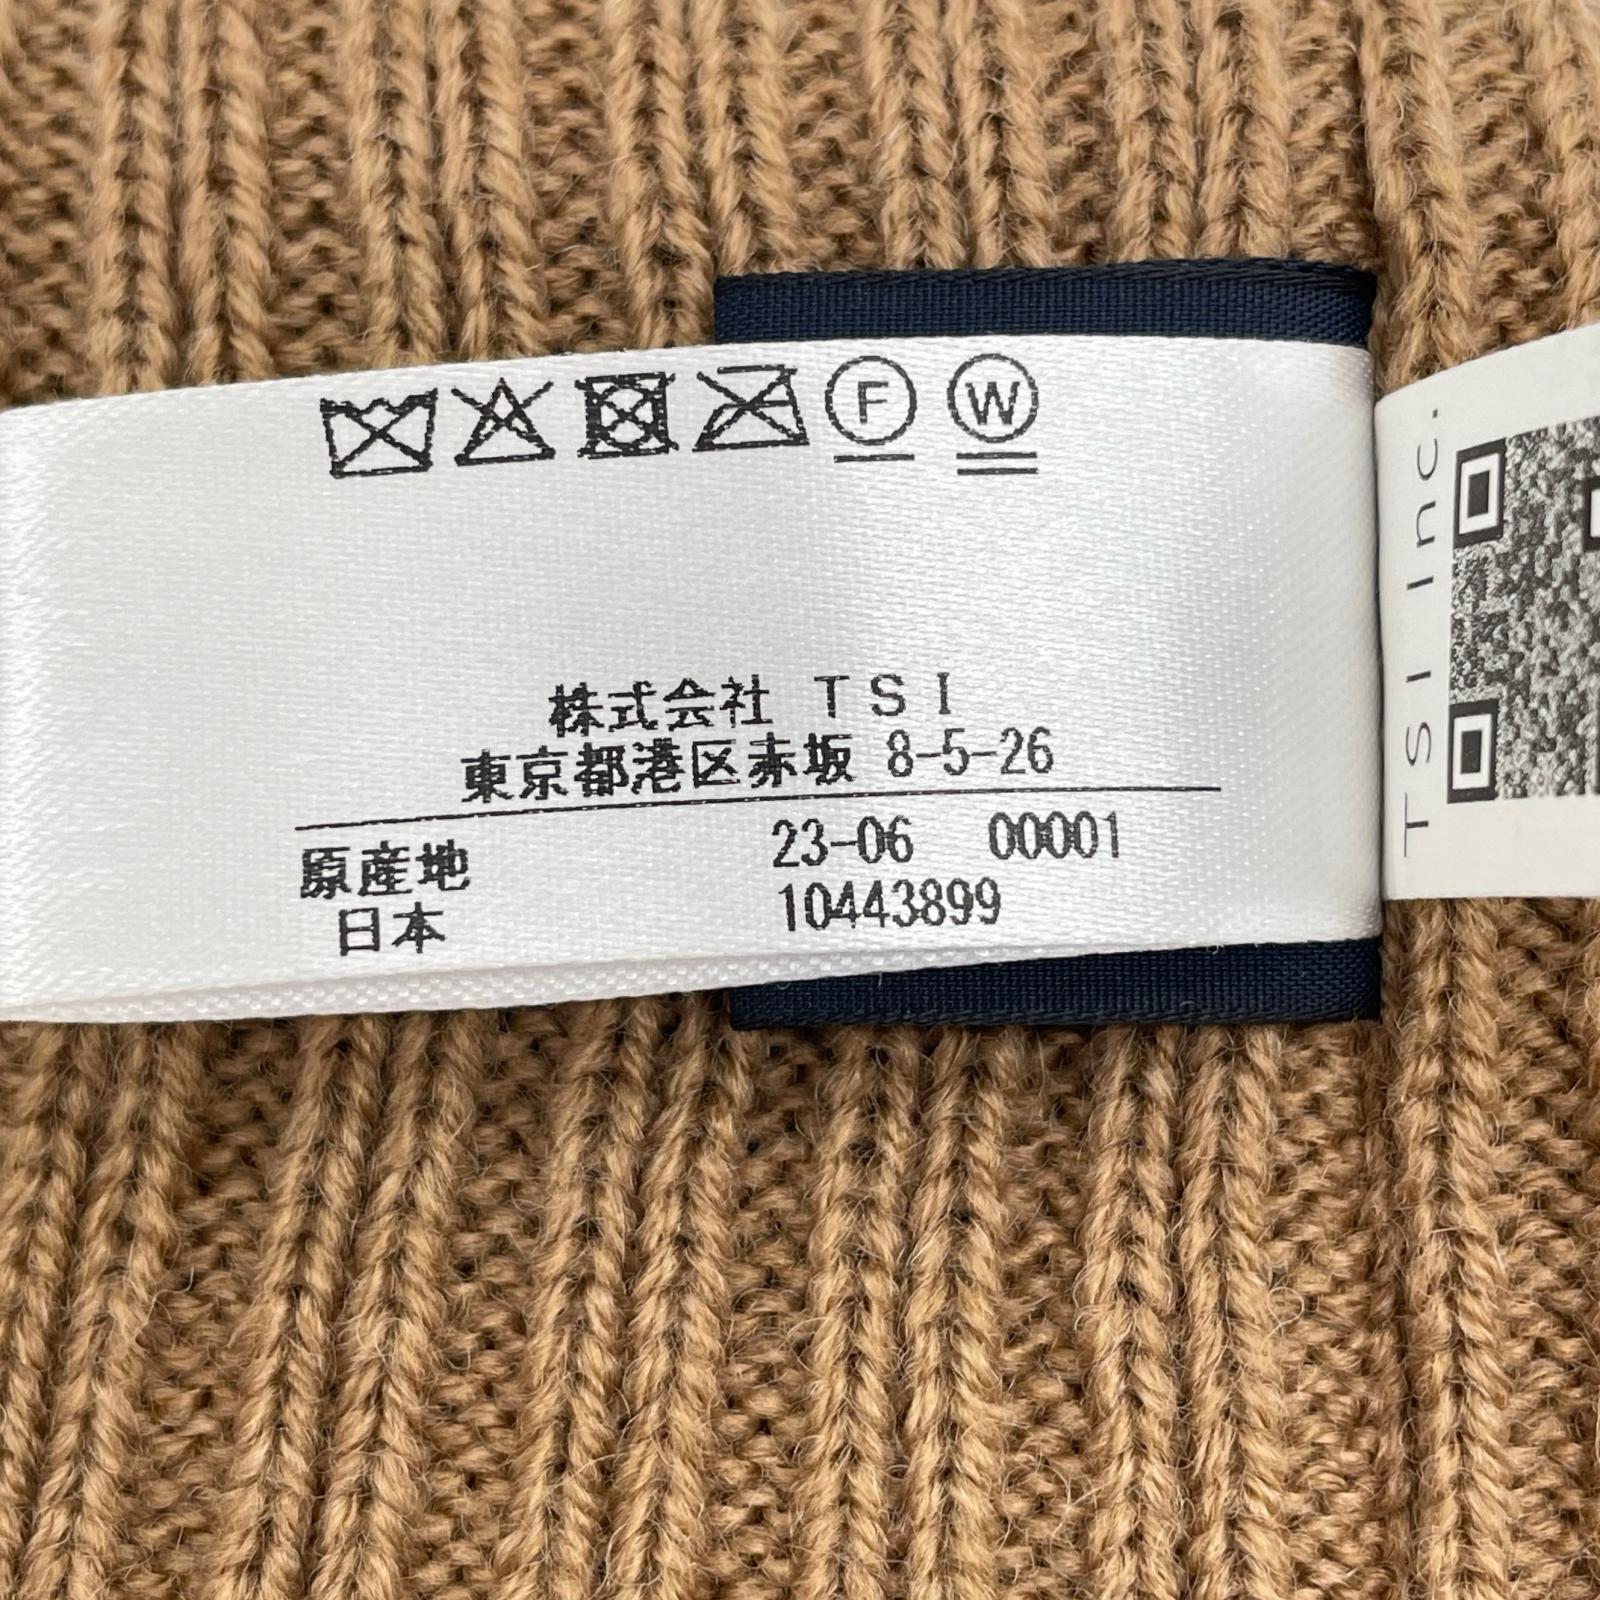 F W
株式会社 TSI
東京都港区赤坂 8-5-26
原産地 23-06 00001
日本 10443899
TSI Inc.